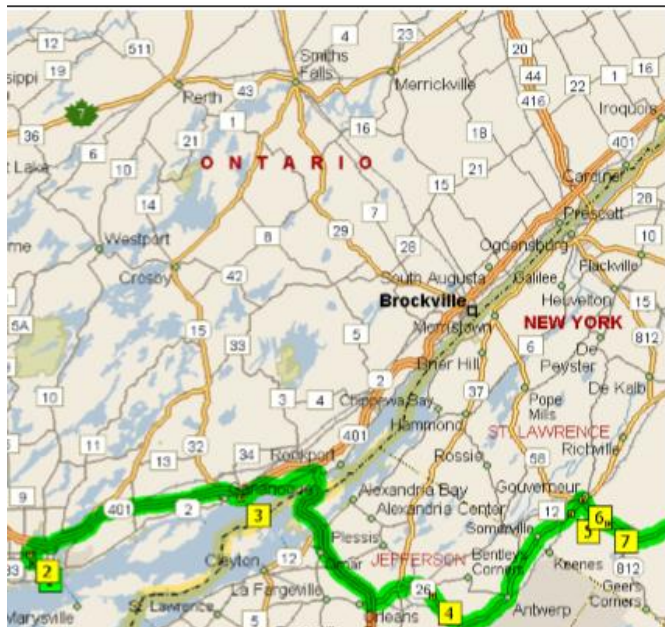 12
511
4
23
20
Smiths
Falls
44
16
1
19
Merrickville
22
Perth
43
416
Iroquois
7
1
36
16
18
401
21
6
10
ONTARIO
21
Cardinal
15
28
14
7
Prescott
29
8
28
10
Westport
Ogdensburg
Crosby
42
South Augusta
Galilee
Flackville
Brockville
Heuvelton
15
5A
Morristown
NEW YORK
15
5
6
De
812
33
Brier Hill
Peyster
2
10
3
4
Chippewa Bay
37
De Kalb
Pope
Mills
Hammond
11
32
34
Rockport
401
ST. LAWRENCE
13
Rossie
58
Richville
9
Gananoque
Alexandria Bay
Gouverneur
401
2
3
Alexandria Center
12
6
Somerville
5
7
Plessis
2
Clayton
12
JEFFERSON
Bentley's
Corners
Keenes
812
La Fargeville
26
Geers
Corners
Marysville
St. Lawrence
4
Antwerp
5
Orleans